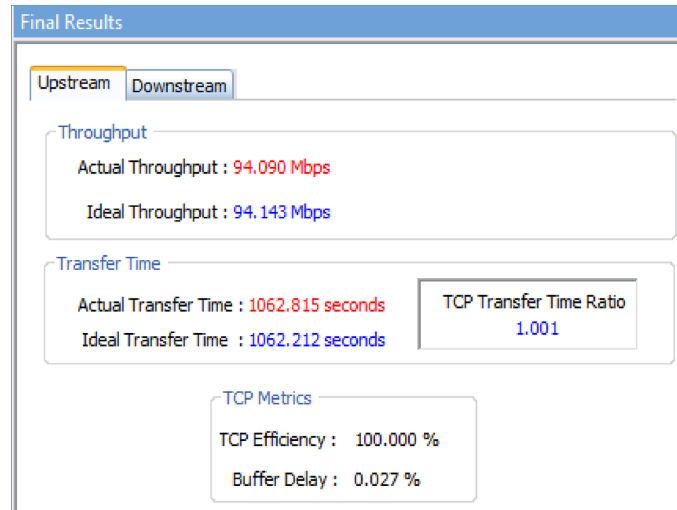 Final Results
Upstream Downstream
Throughput
Actual Throughput : 94.090 Mbps
Ideal Throughput : 94.143 Mbps
Transfer Time
Actual Transfer Time : 1062.815 seconds
Ideal Transfer Time : 1062.212 seconds
TCP Transfer Time Ratio
1.001
TCP Metrics
TCP Efficiency : 100.000 %
Buffer Delay : 0.027 %